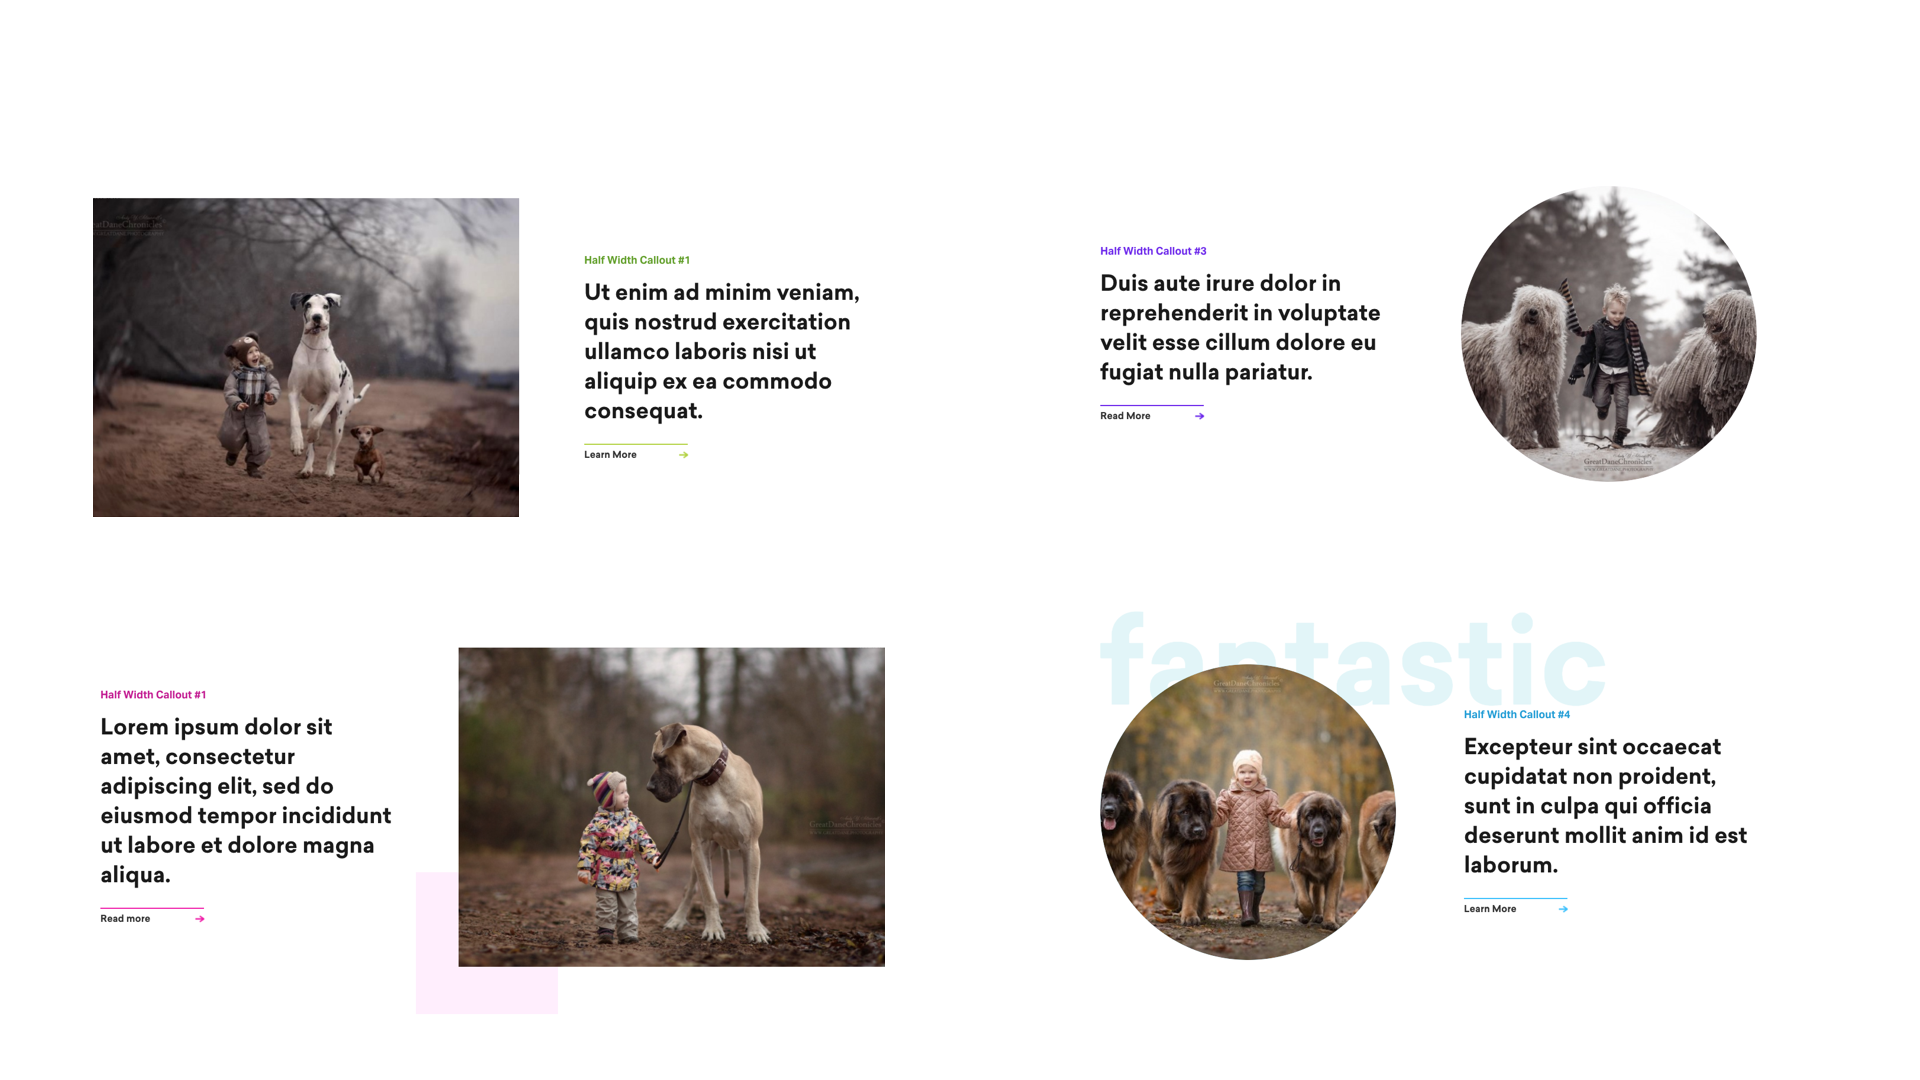 eatDaneChronicles
Half Width Callout #1
Ut enim ad minim veniam,
quis nostrud exercitation
ullamco laboris nisi ut
aliquip ex ea commodo
consequat.
Learn More
Half Width Callout #3
Duis aute irure dolor in
reprehenderit in voluptate
velit esse cillum dolore eu
fugiat nulla pariatur.
Read More
GreatDaneChronicles
Half Width Callout #1
Lorem ipsum dolor sit
amet, consectetur
adipiscing elit, sed do
eiusmod tempor incididunt
ut labore et dolore magna
aliqua.
Read more
GreatDaneChronicles
fantastic
GreatDaneChronicles
Half Width Callout #4
Excepteur sint occaecat
cupidatat non proident,
sunt in culpa qui officia
deserunt mollit anim id est
laborum.
Learn More